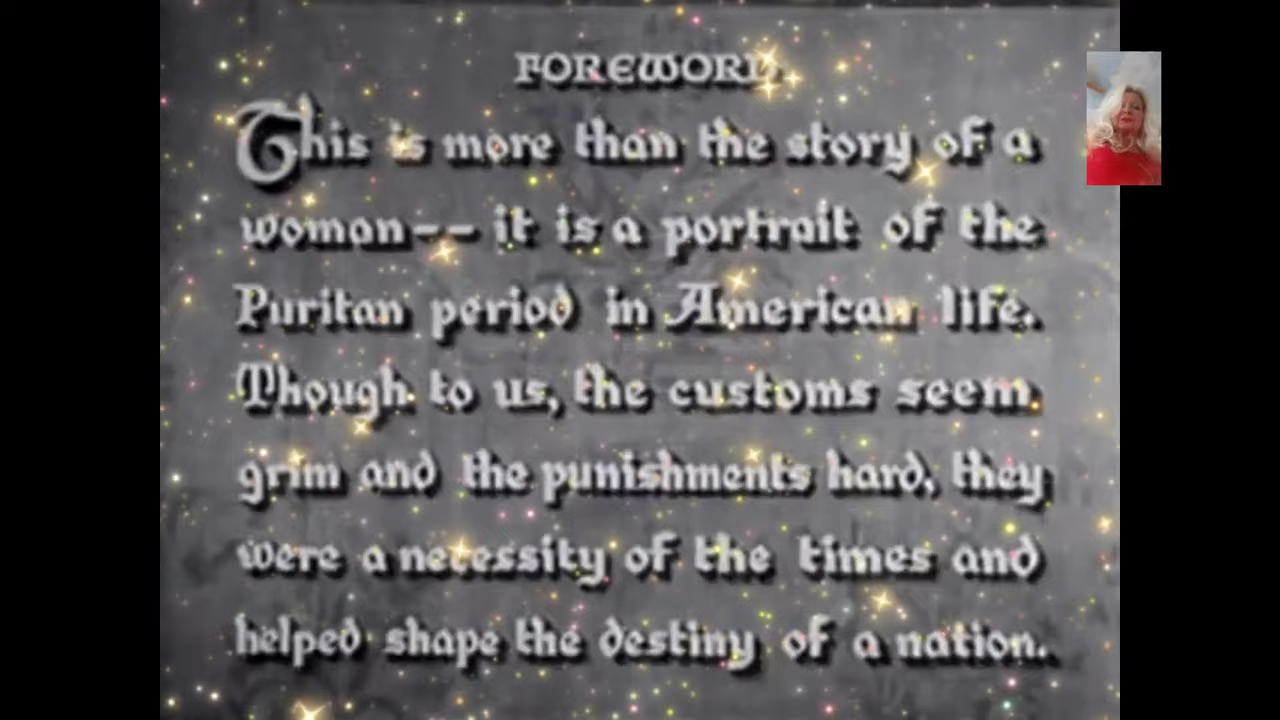 FOREWORD
This is more than the story of a
woman-- it is a portrait of the
Puritan period in American life.
Though to us, the customs seem
grim and the punishments hard, they
were a necessity of the times and
helped shape the destiny of a nation.